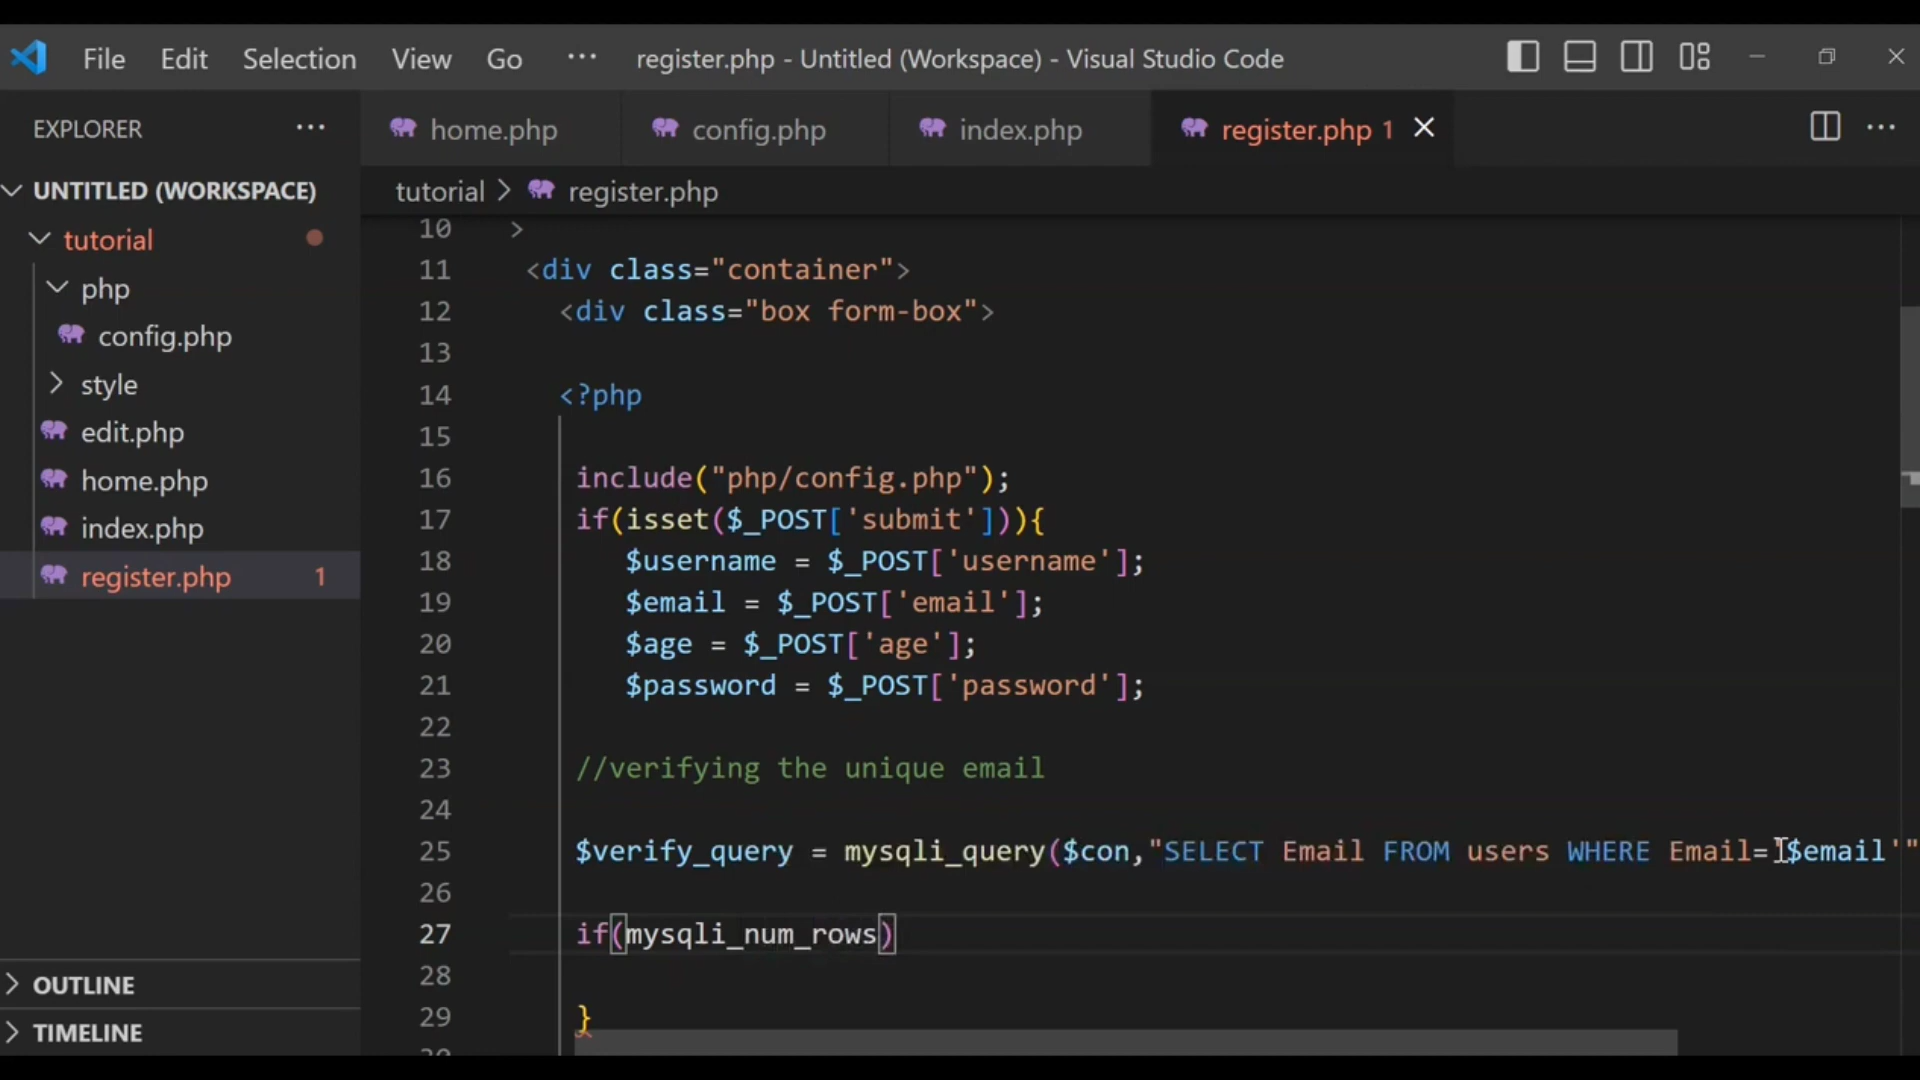 File Edit Selection View Go ··· register.php - Untitled (Workspace) - Visual Studio Code
EXPLORER ···
home.php config.php index.php register.php 1
UNTITLED (WORKSPACE)
tutorial
php
config.php
style
edit.php
home.php
index.php
register.php 1
OUTLINE
TIMELINE
tutorial > register.php
10 >
11 <div class="container">
12 <div class="box form-box">
13
14 <?php
15
16 include("php/config.php");
17 if(isset($_POST['submit'])){
18 $username = $_POST['username'];
19 $email = $_POST['email'];
20 $age = $_POST['age'];
21 $password = $_POST['password'];
22
23 //verifying the unique email
24
25 $verify_query = mysqli_query($con,"SELECT Email FROM users WHERE Email='$email'"
26
27 if(mysqli_num_rows)
28
29 }